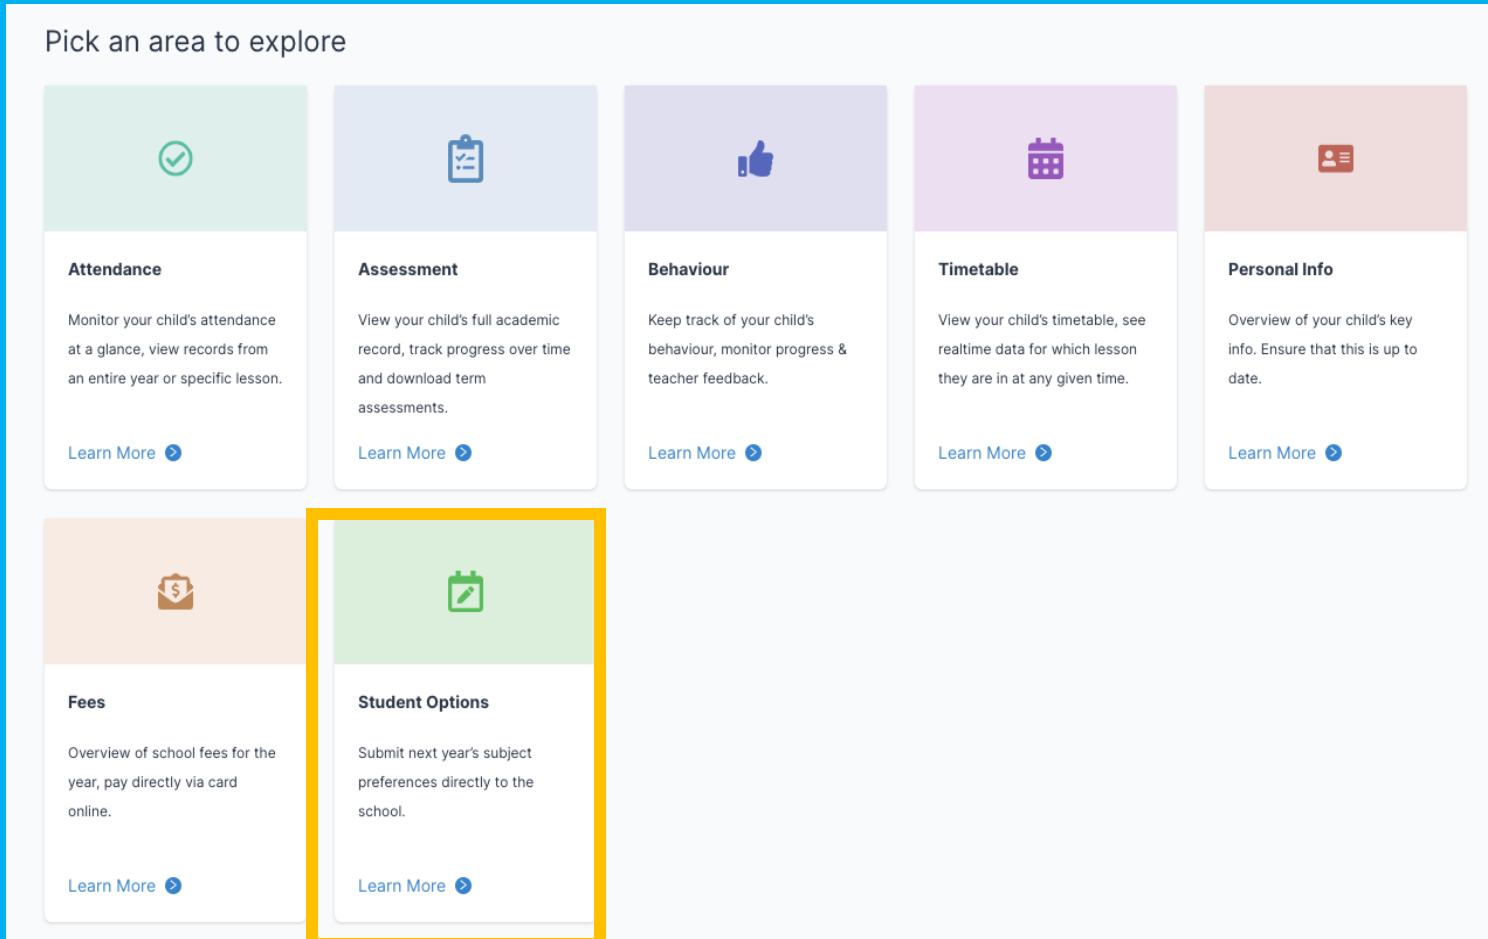 Pick an area to explore
Attendance
Monitor your child's attendance
at a glance, view records from
an entire year or specific lesson.
Learn More
Assessment
View your child's full academic
record, track progress over time
and download term
assessments.
Learn More
Behaviour
Keep track of your child's
behaviour, monitor progress &
teacher feedback.
Learn More
Timetable
View your child's timetable, see
realtime data for which lesson
they are in at any given time.
Learn More
Personal Info
Overview of your child's key
info. Ensure that this is up to
date.
Learn More
Fees
Overview of school fees for the
year, pay directly via card
online.
Learn More
Student Options
Submit next year's subject
preferences directly to the
school.
Learn More